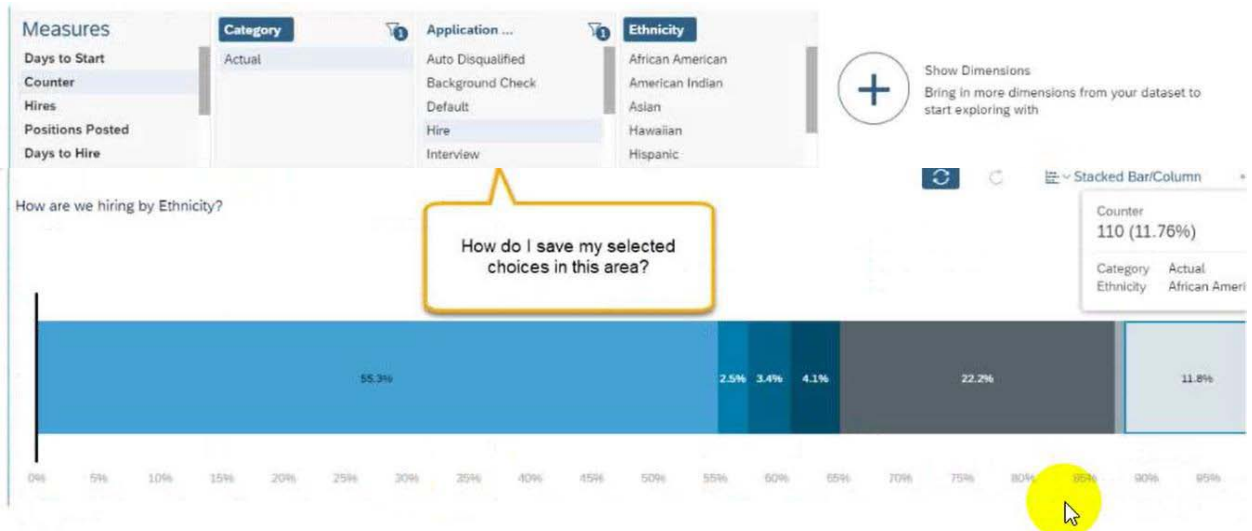 Measures
Days to Start
Counter
Hires
Positions Posted
Days to Hire
Category
1
Actual
Application ...
1
Auto Disqualified
Background Check
Default
Hire
Interview
Ethnicity
African American
American Indian
Asian
Hawaiian
Hispanic
Show Dimensions
Bring in more dimensions from your dataset to
start exploring with
Stacked Bar/Column
How are we hiring by Ethnicity?
How do I save my selected
choices in this area?
Counter
110 (11.76%)
Category Actual
Ethnicity African Ameri
55.3% 2.5% 3.4% 4.1% 22.2% 11.8%
0% 5% 10% 15% 20% 25% 30% 35% 40% 45% 50% 55% 60% 65% 70% 75% 80% 85% 90% 95%